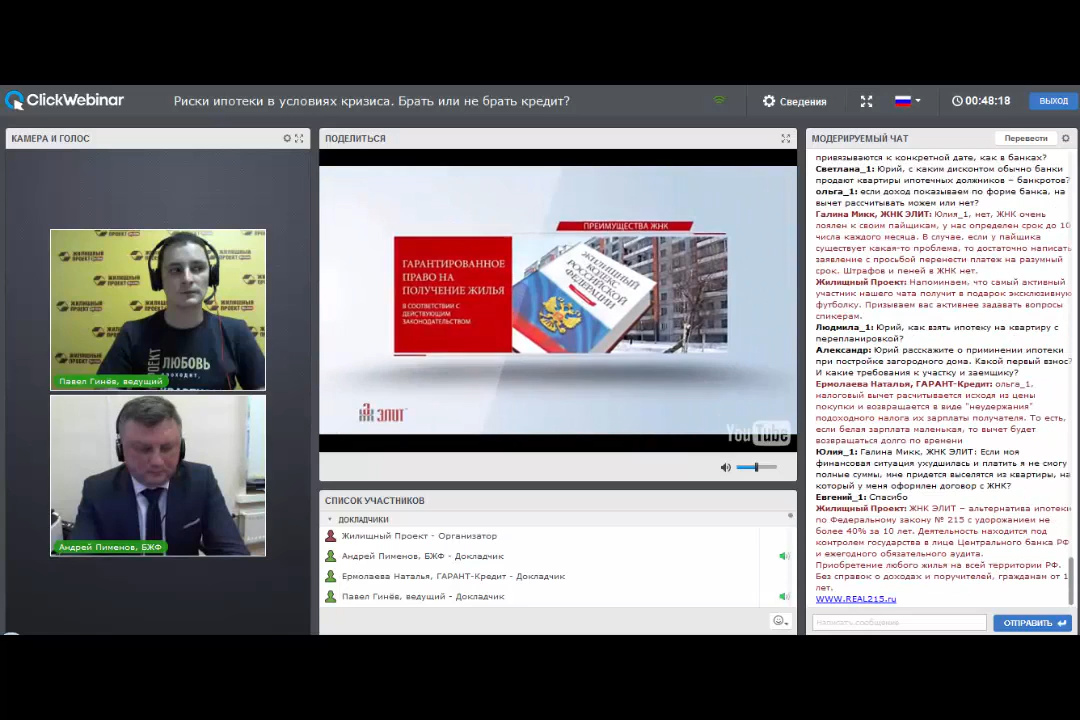 ClickWebinar
Риски ипотеки в условиях кризиса. Брать или не брать кредит?
Сведения
00:48:18
ВЫХОД
КАМЕРА И ГОЛОС
Павел Гинёв, ведущий
ЛЮБОВЬ
Андрей Пименов, БЖФ
ПОДЕЛИТЬСЯ
ПРЕИМУЩЕСТВА ЖНК
ГАРАНТИРОВАННОЕ
ПРАВО НА
ПОЛУЧЕНИЕ ЖИЛЬЯ
В СООТВЕТСТВИИ С
ДЕЙСТВУЮЩИМ
ЗАКОНОДАТЕЛЬСТВОМ
ЖИЛИЩНЫЙ
КОДЕКС
РОССИЙСКОЙ
ФЕДЕРАЦИИ
ЖК ЭЛИТ
YouTube
СПИСОК УЧАСТНИКОВ
ДОКЛАДЧИКИ
Жилищный Проект - Организатор
Андрей Пименов, БЖФ - Докладчик
Ермолаева Наталья, ГАРАНТ-Кредит - Докладчик
Павел Гинёв, ведущий - Докладчик
МОДЕРИРУЕМЫЙ ЧАТ
Перевести
привязываются к конкретной дате, как в банках?
Светлана_1: Юрий, с каким дисконтом обычно банки
продают квартиры ипотечных должников – банкротов?
ольга_1: если доход показываем по форме банка, на
вычет рассчитывать можем или нет?
Галина Микк, ЖНК ЭЛИТ: Юлия_1, нет, ЖНК очень
лоялен к своим пайщикам, у нас определен срок до 10
числа каждого месяца. В случае, если у пайщика
существует какая-то проблема, то достаточно написать
заявление с просьбой перенести платеж на разумный
срок. Штрафов и пеней в ЖНК нет.
Жилищный Проект: Напоминаем, что самый активный
участник нашего чата получит в подарок эксклюзивную
футболку. Призываем вас активнее задавать вопросы
спикерам.
Людмила_1: Юрий, как взять ипотеку на квартиру с
перепланировкой?
Александр: Юрий расскажите о приминении ипотеки
при постройке загородного дома. Какой первый взнос?
И какие требования к участку и заемщику?
Ермолаева Наталья, ГАРАНТ-Кредит: ольга_1,
налоговый вычет расчитывается исходя из цены
покупки и возвращается в виде "неудержания"
подоходного налога их зарплаты получателя. То есть,
если белая зарплата маленькая, то вычет будет
возвращаться долго по времени
Юлия_1: Галина Микк, ЖНК ЭЛИТ: Если моя
финансовая ситуация ухудшилась и платить я не смогу
полные суммы, мне придется выселятся из квартиры, на
который у меня оформлен договор с ЖНК?
Евгений_1: Спасибо
Жилищный Проект: ЖНК ЭЛИТ – альтернатива ипотеки
по Федеральному закону № 215 с удорожанием не
более 40% за 10 лет. Деятельность находится под
контролем государства в лице Центрального банка РФ
и ежегодного обязательного аудита.
Приобретение любого жилья на всей территории РФ.
Без справок о доходах и поручителей, гражданам от 1
лет.
WWW.REAL215.ru
Написать сообщение
ОТПРАВИТЬ